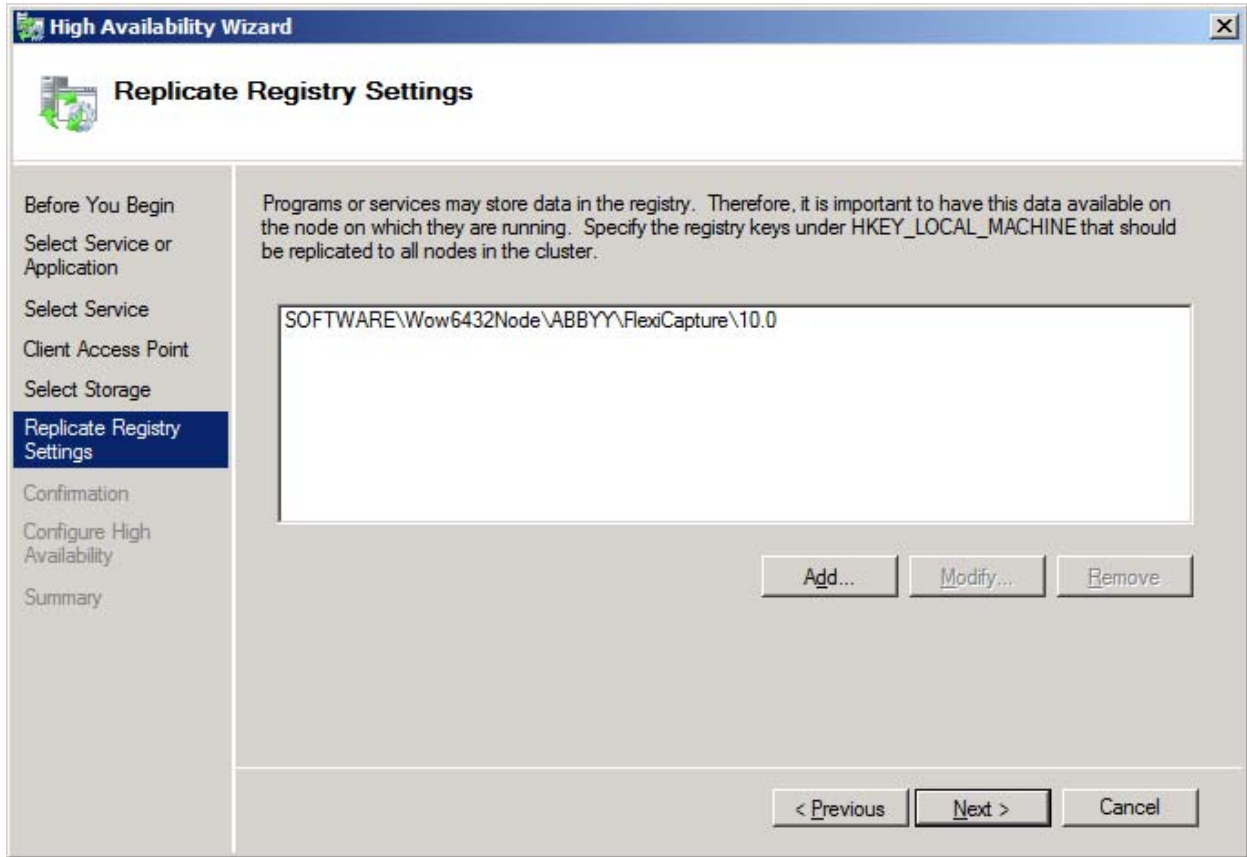 High Availability Wizard
Replicate Registry Settings
Before You Begin
Select Service or
Application
Select Service
Client Access Point
Select Storage
Replicate Registry
Settings
Confirmation
Configure High
Availability
Summary
Programs or services may store data in the registry.  Therefore, it is important to have this data available on
the node on which they are running.  Specify the registry keys under HKEY_LOCAL_MACHINE that should
be replicated to all nodes in the cluster.
SOFTWARE\Wow6432Node\ABBYY\FlexiCapture\10.0
Add... Modify... Remove
< Previous Next > Cancel